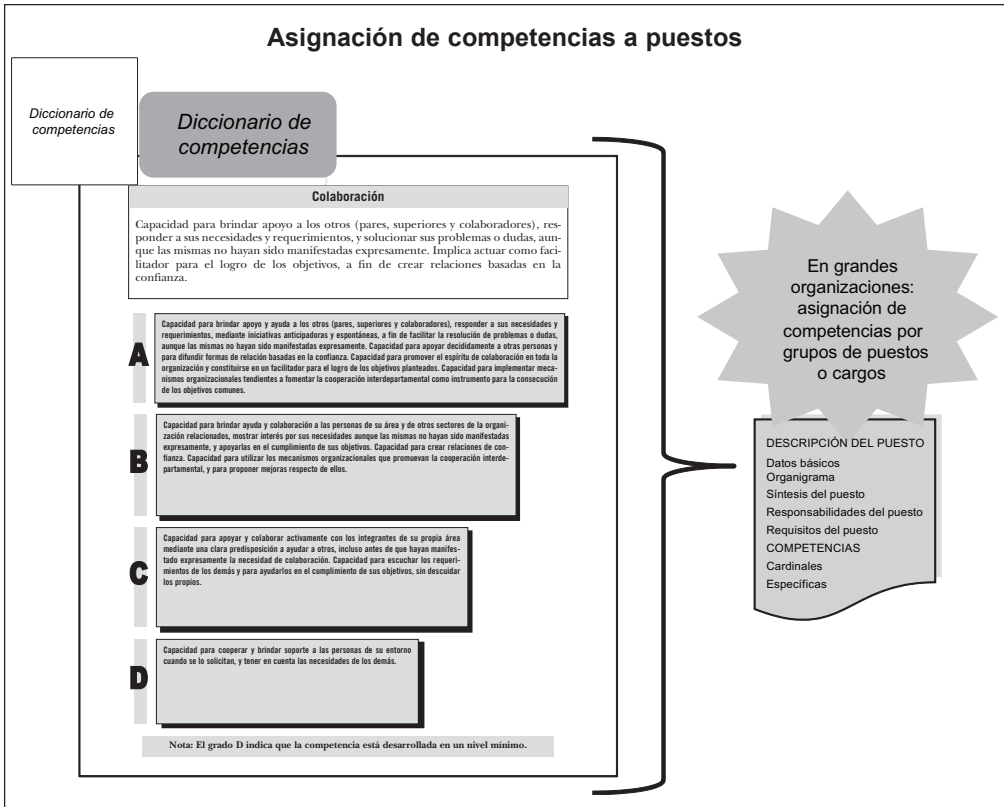 Asignación de competencias a puestos
Diccionario de
competencias
Diccionario de
competencias
Colaboración
Capacidad para brindar apoyo a los otros (pares, superiores y colaboradores), res-
ponder a sus necesidades y requerimientos, y solucionar sus problemas o dudas, aun-
que las mismas no hayan sido manifestadas expresamente. Implica actuar como faci-
litador para el logro de los objetivos, a fin de crear relaciones basadas en la
confianza.
A
Capacidad para brindar apoyo y ayuda a los otros (pares, superiores y colaboradores), responder a sus necesidades y
requerimientos, mediante iniciativas anticipadoras y espontáneas, a fin de facilitar la resolución de problemas o dudas,
aunque las mismas no hayan sido manifestadas expresamente. Capacidad para apoyar decididamente a otras personas y
para difundir formas de relación basadas en la confianza. Capacidad para promover el espíritu de colaboración en toda la
organización y constituirse en un facilitador para el logro de los objetivos planteados. Capacidad para implementar meca-
nismos organizacionales tendientes a fomentar la cooperación interdepartamental como instrumento para la consecución
de los objetivos comunes.
B
Capacidad para brindar ayuda y colaboración a las personas de su área y de otros sectores de la organi-
zación relacionados, mostrar interés por sus necesidades aunque las mismas no hayan sido manifestadas
expresamente, y apoyarlas en el cumplimiento de sus objetivos. Capacidad para crear relaciones de con-
fianza. Capacidad para utilizar los mecanismos organizacionales que promuevan la cooperación interde-
partamental, y para proponer mejoras respecto de ellos.
C
Capacidad para apoyar y colaborar activamente con los integrantes de su propia área
mediante una clara predisposición a ayudar a otros, incluso antes de que hayan manifes-
tado expresamente la necesidad de colaboración. Capacidad para escuchar los requeri-
mientos de los demás y para ayudarlos en el cumplimiento de sus objetivos, sin descuidar
los propios.
D
Capacidad para cooperar y brindar soporte a las personas de su entorno
cuando se lo solicitan, y tener en cuenta las necesidades de los demás.
Nota: El grado D indica que la competencia está desarrollada en un nivel mínimo.
En grandes
organizaciones:
asignación de
competencias por
grupos de puestos
o cargos
DESCRIPCIÓN DEL PUESTO
Datos básicos
Organigrama
Síntesis del puesto
Responsabilidades del puesto
Requisitos del puesto
COMPETENCIAS
Cardinales
Específicas